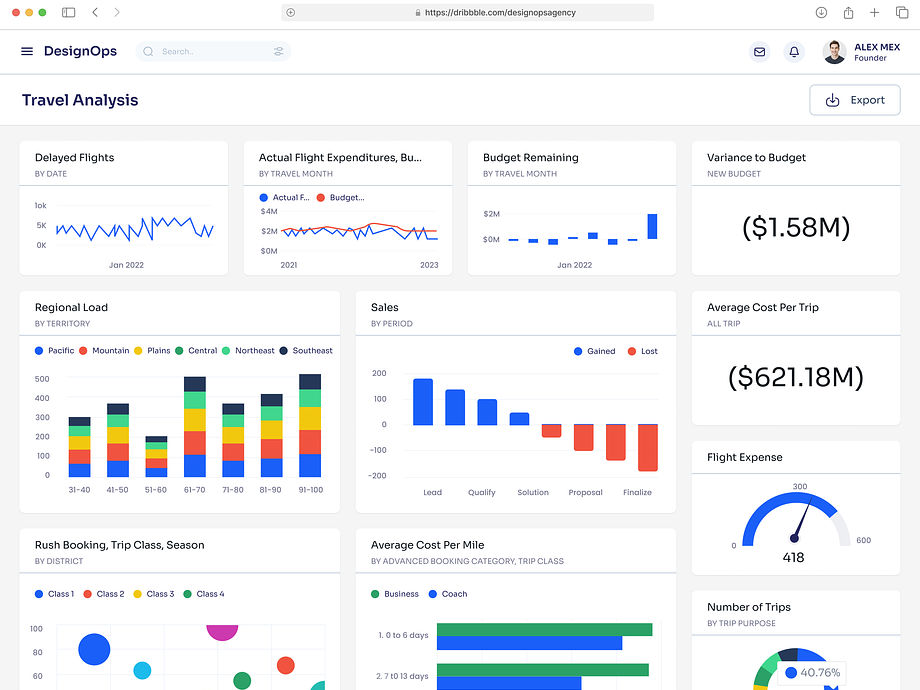 https://dribbble.com/designopsagency
DesignOps
Search..
ALEX MEX
Founder
Travel Analysis
Export
Delayed Flights
BY DATE
10k
5K
0K
Jan 2022
Actual Flight Expenditures, Bu...
BY TRAVEL MONTH
Actual F... Budget...
$4M
$2M
$0M
2021 2023
Budget Remaining
BY TRAVEL MONTH
$2M
$0M
Jan 2022
Variance to Budget
NEW BUDGET
($1.58M)
Regional Load
BY TERRITORY
Pacific Mountain Plains Central Northeast Southeast
500
400
300
200
100
0
31-40 41-50 51-60 61-70 71-80 81-90 91-100
Sales
BY PERIOD
Gained Lost
200
100
0
-100
-200
Lead Qualify Solution Proposal Finalize
Average Cost Per Trip
ALL TRIP
($621.18M)
Flight Expense
300
0 600
418
Rush Booking, Trip Class, Season
BY DISTRICT
Class 1 Class 2 Class 3 Class 4
100
80
60
Average Cost Per Mile
BY ADVANCED BOOKING CATEGORY, TRIP CLASS
Business Coach
1. 0 to 6 days
2. 7 to 13 days
Number of Trips
BY TRIP PURPOSE
40.76%